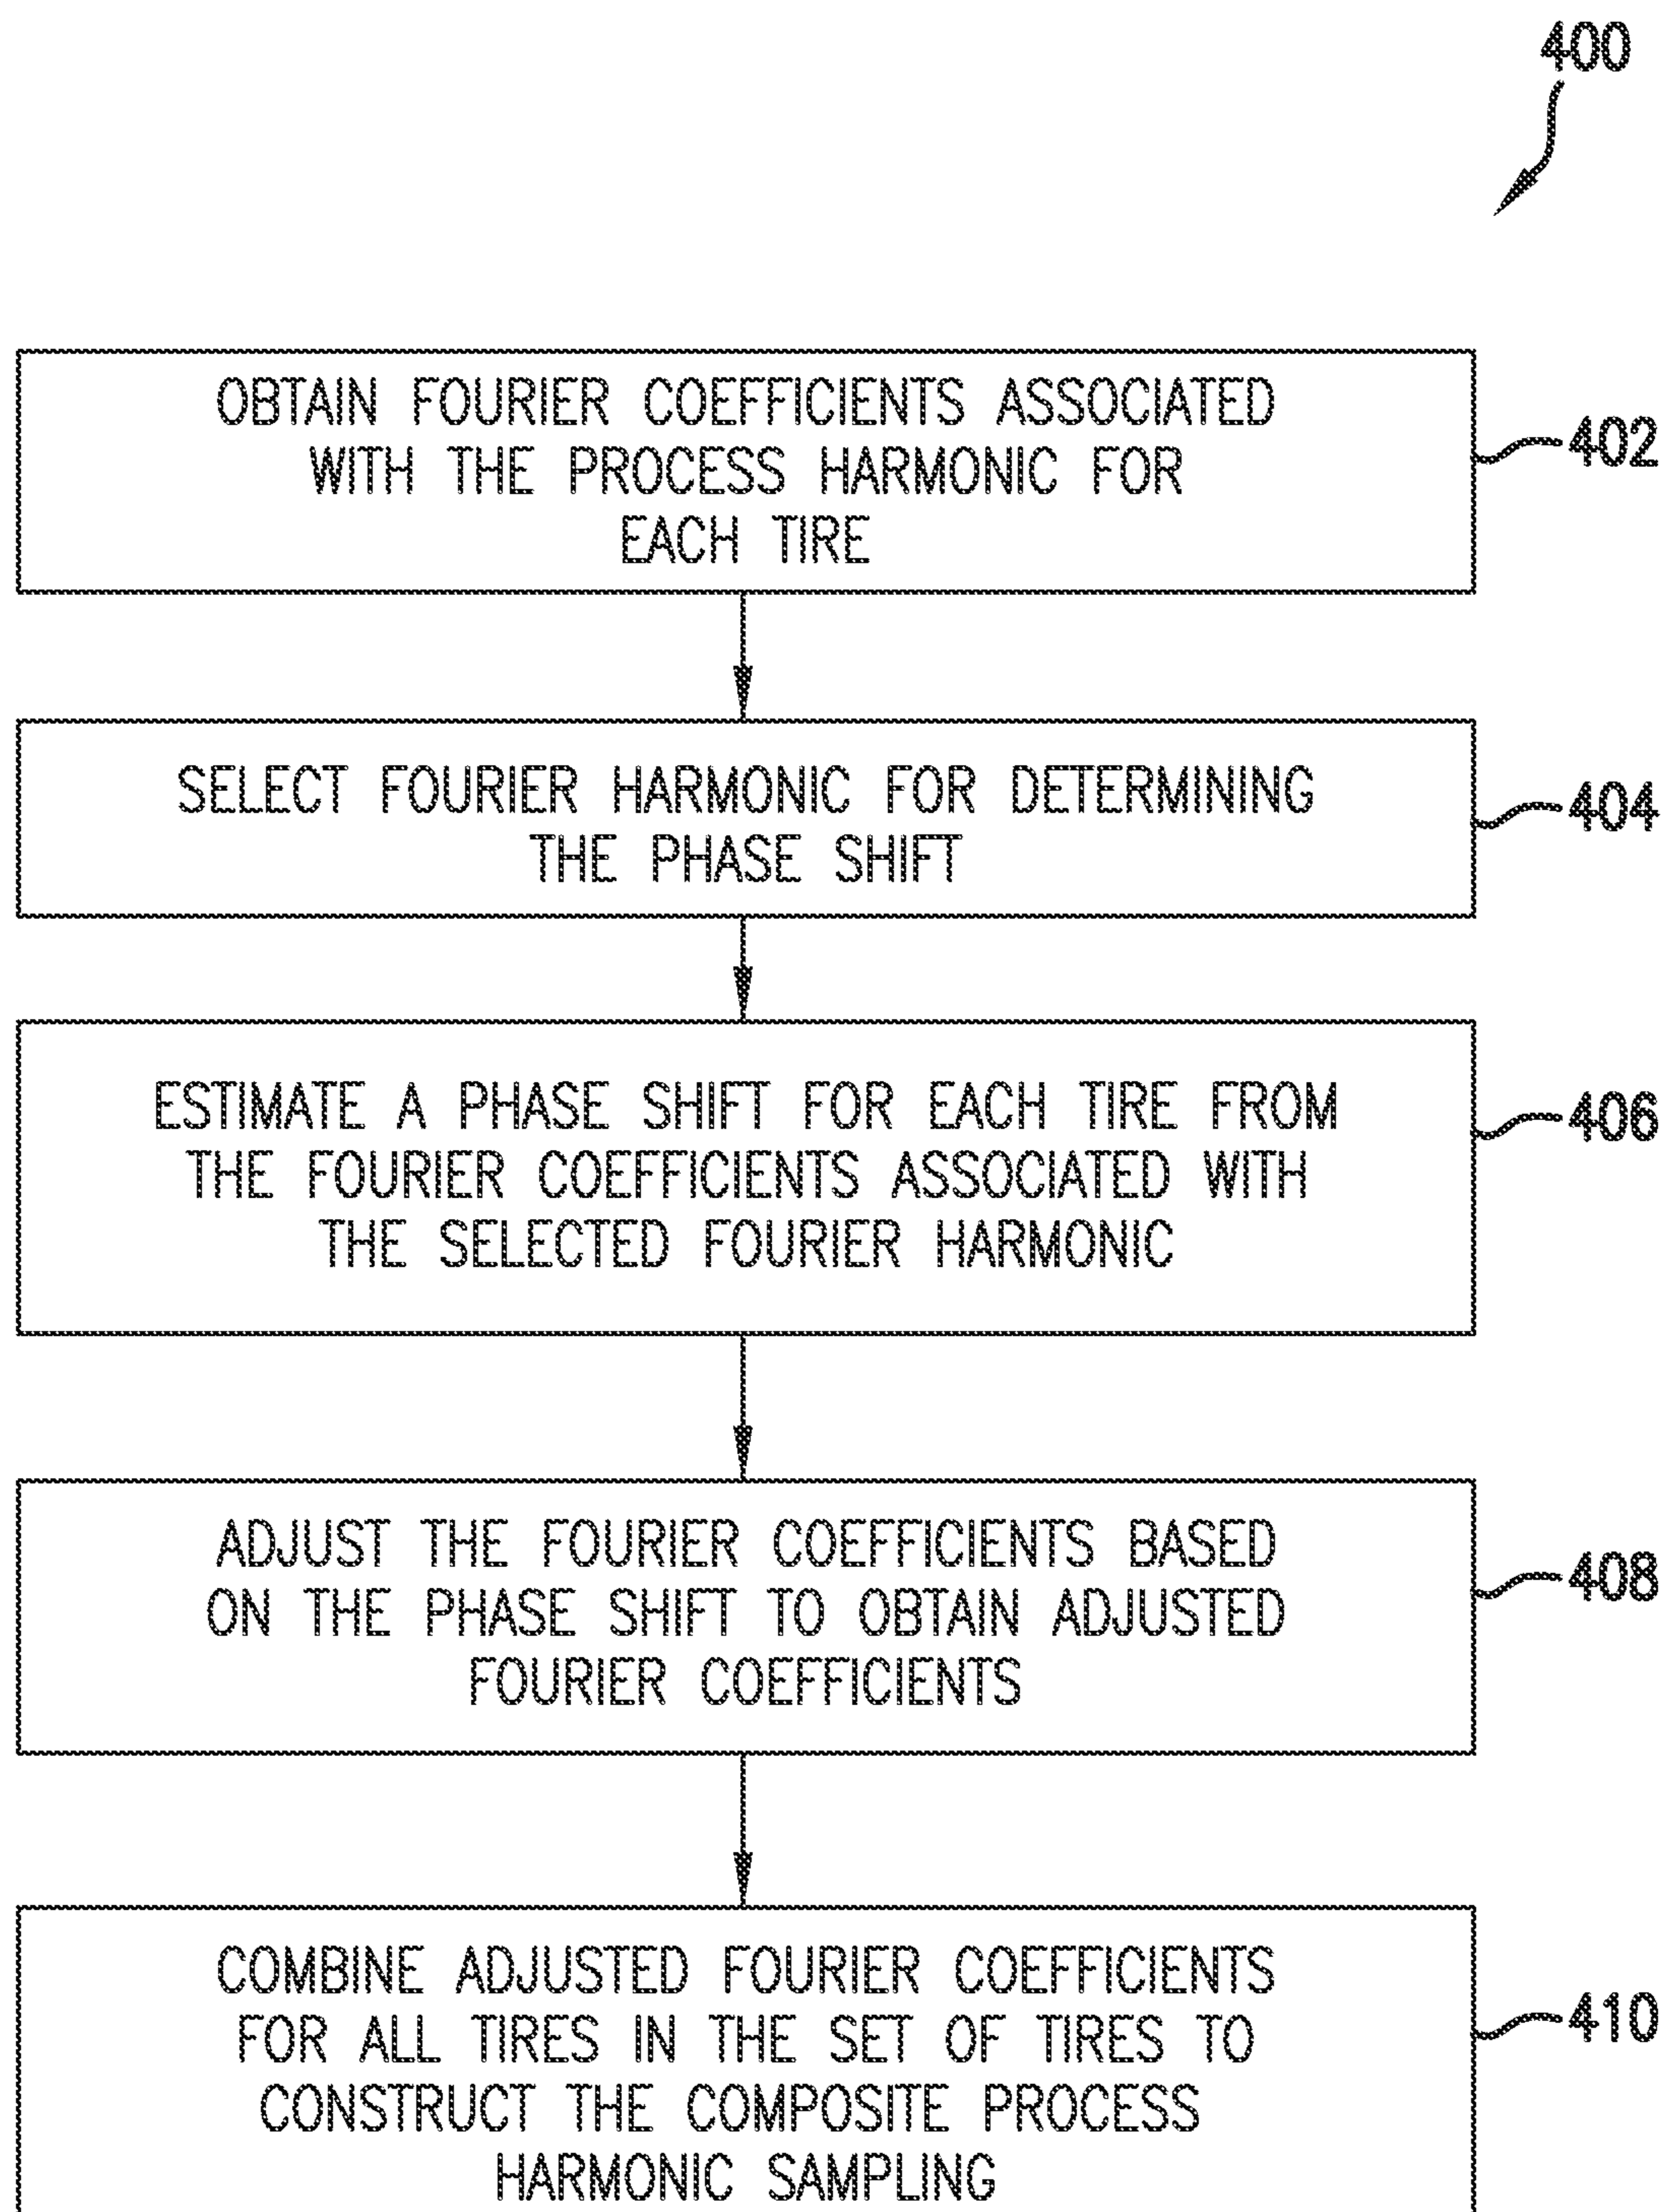 400
OBTAIN FOURIER COEFFICIENTS ASSOCIATED
WITH THE PROCESS HARMONIC FOR
EACH TIRE
402
SELECT FOURIER HARMONIC FOR DETERMINING
THE PHASE SHIFT
404
ESTIMATE A PHASE SHIFT FOR EACH TIRE FROM
THE FOURIER COEFFICIENTS ASSOCIATED WITH
THE SELECTED FOURIER HARMONIC
406
ADJUST THE FOURIER COEFFICIENTS BASED
ON THE PHASE SHIFT TO OBTAIN ADJUSTED
FOURIER COEFFICIENTS
408
COMBINE ADJUSTED FOURIER COEFFICIENTS
FOR ALL TIRES IN THE SET OF TIRES TO
CONSTRUCT THE COMPOSITE PROCESS
HARMONIC SAMPLING
410